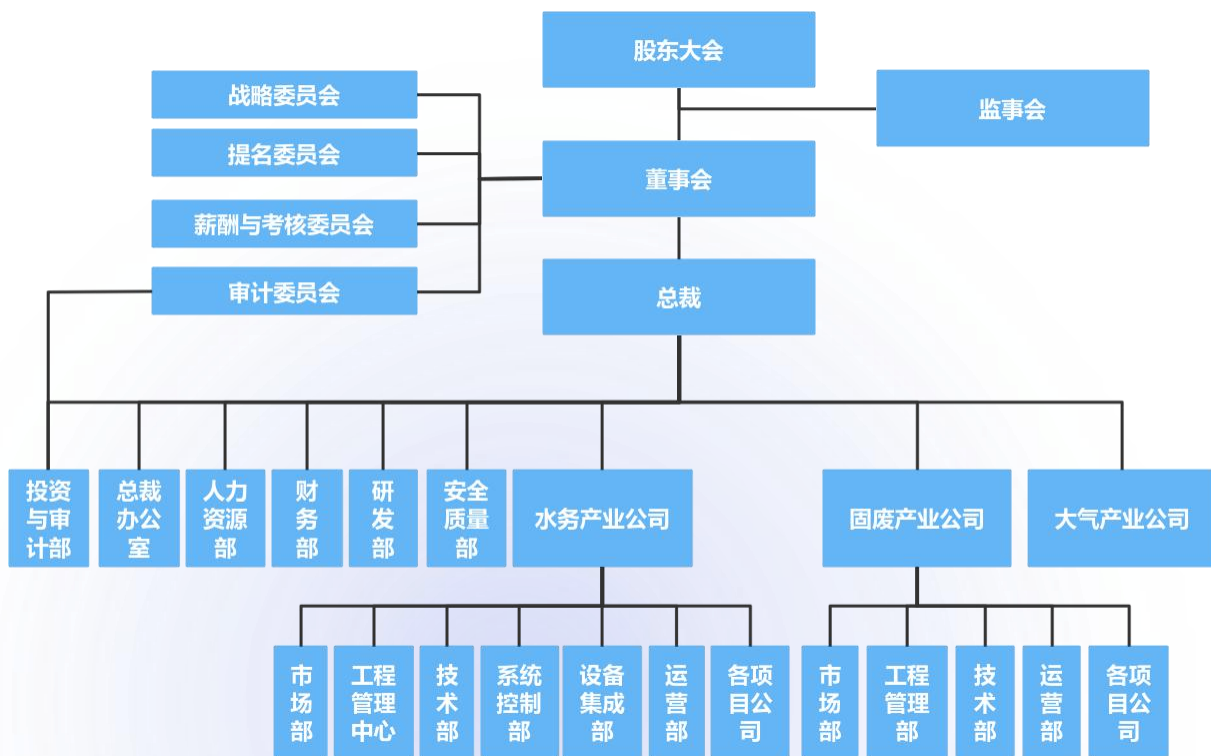 股东大会
战略委员会
监事会
提名委员会
董事会
薪酬与考核委员会
审计委员会
总裁
投资
与审
计部
总裁
办公
室
人力
资源
部
财
务
部
研
发
部
安全
质量
部
水务产业公司
固废产业公司
大气产业公司
市
场
部
工程
管理
中心
技
术
部
系统
控制
部
设备
集成
部
运
营
部
各项
目公
司
市
场
部
工程
管理
部
技
术
部
运
营
部
各项
目公
司